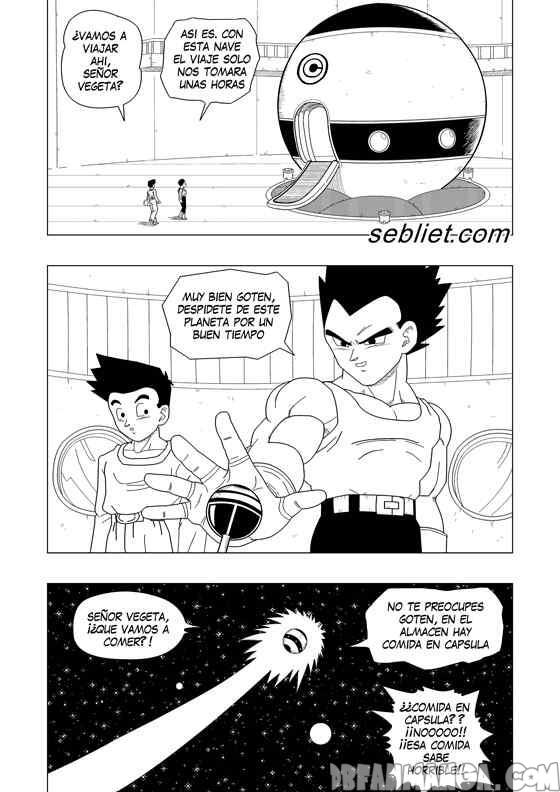 ¿VAMOS A
VIAJAR
AHI,
SEÑOR
VEGETA?
ASI ES. CON
ESTA NAVE
EL VIAJE SOLO
NOS TOMARA
UNAS HORAS
sebliet.com
MUY BIEN GOTEN,
DESPIDETE DE ESTE
PLANETA POR UN
BUEN TIEMPO
SEÑOR VEGETA,
¡¿QUE VAMOS A
COMER?!
NO TE PREOCUPES
GOTEN, EN EL
ALMACEN HAY
COMIDA EN CAPSULA
¿¿COMIDA EN
CAPSULA??
¡¡NOOOOO!!
¡¡ESA COMIDA
SABE
HORRIBLE!!
DBFANMANGA.COM